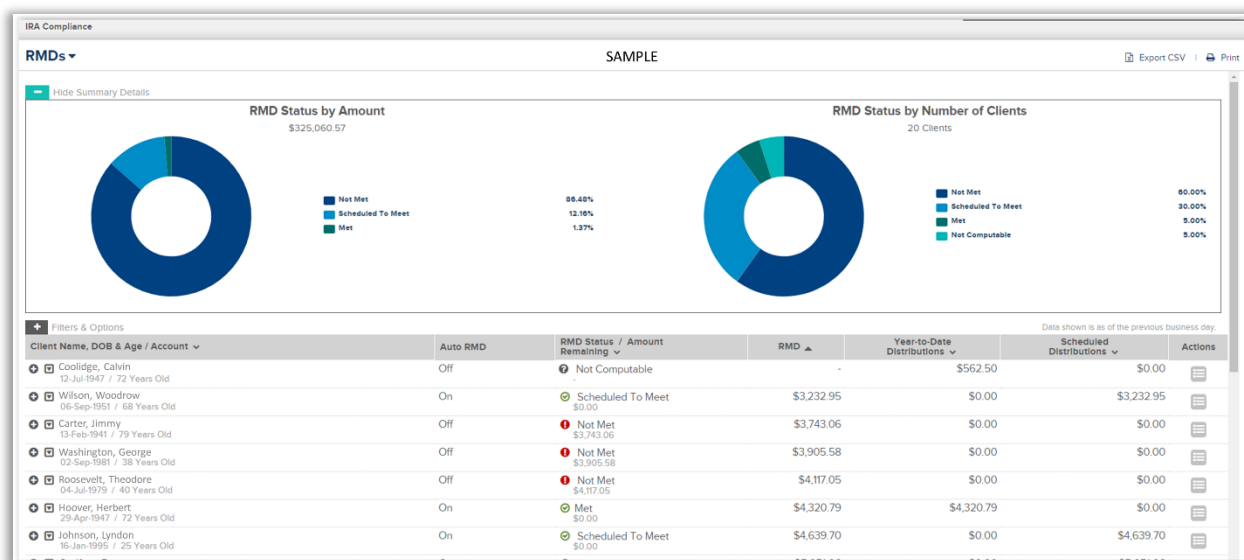 IRA Compliance
RMDs
SAMPLE
Export CSV | Print
Hide Summary Details
RMD Status by Amount
$325,060.57
Not Met 86.48%
Scheduled To Meet 12.16%
Met 1.37%
RMD Status by Number of Clients
20 Clients
Not Met 60.00%
Scheduled To Meet 30.00%
Met 5.00%
Not Computable 5.00%
Filters & Options
Data shown is as of the previous business day.
Client Name, DOB & Age / Account Auto RMD RMD Status / Amount Remaining RMD Year-to-Date Distributions Scheduled Distributions Actions
Coolidge, Calvin Off Not Computable - $562.50 $0.00
12-Jul-1947 / 72 Years Old -
Wilson, Woodrow On Scheduled To Meet $3,232.95 $0.00 $3,232.95
06-Sep-1951 / 68 Years Old $0.00
Carter, Jimmy Off Not Met $3,743.06 $0.00 $0.00
13-Feb-1941 / 79 Years Old $3,743.06
Washington, George Off Not Met $3,905.58 $0.00 $0.00
02-Sep-1981 / 38 Years Old $3,905.58
Roosevelt, Theodore Off Not Met $4,117.05 $0.00 $0.00
04-Jul-1979 / 40 Years Old $4,117.05
Hoover, Herbert On Met $4,320.79 $4,320.79 $0.00
29-Apr-1947 / 72 Years Old $0.00
Johnson, Lyndon On Scheduled To Meet $4,639.70 $0.00 $4,639.70
16-Jan-1995 / 25 Years Old $0.00